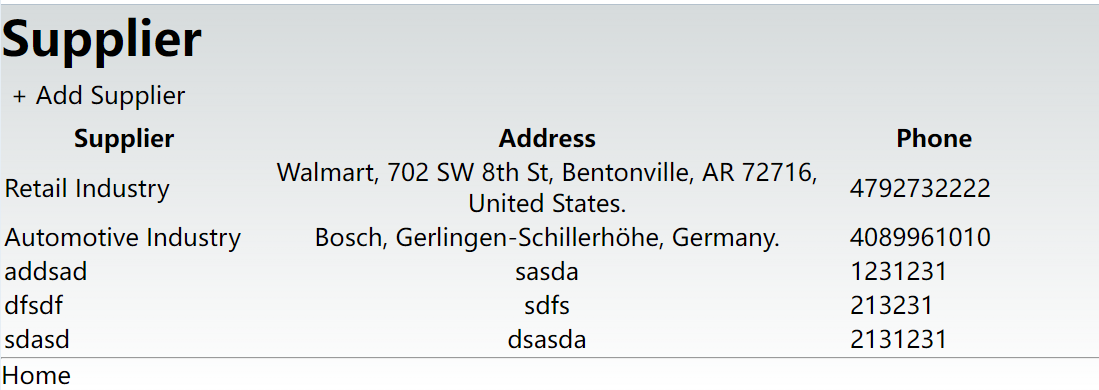 Supplier
+ Add Supplier
Supplier Address Phone
Retail Industry Walmart, 702 SW 8th St, Bentonville, AR 72716, 4792732222
United States.
Automotive Industry Bosch, Gerlingen-Schillerhöhe, Germany. 4089961010
addsad sasda 1231231
dfsdf sdfs 213231
sdasd dsasda 2131231
Home